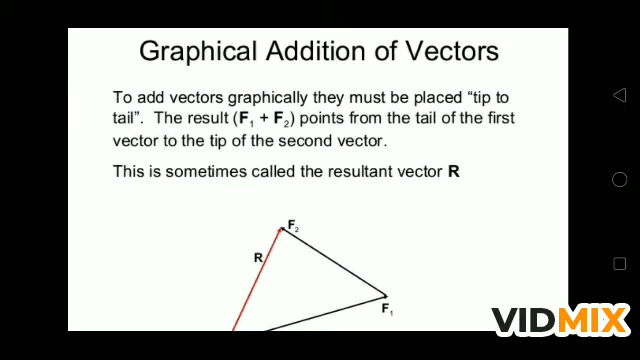 Graphical Addition of Vectors
To add vectors graphically they must be placed “tip to
tail”. The result (F₁ + F₂) points from the tail of the first
vector to the tip of the second vector.
This is sometimes called the resultant vector R
F₂
R
F₁
VIDMIX